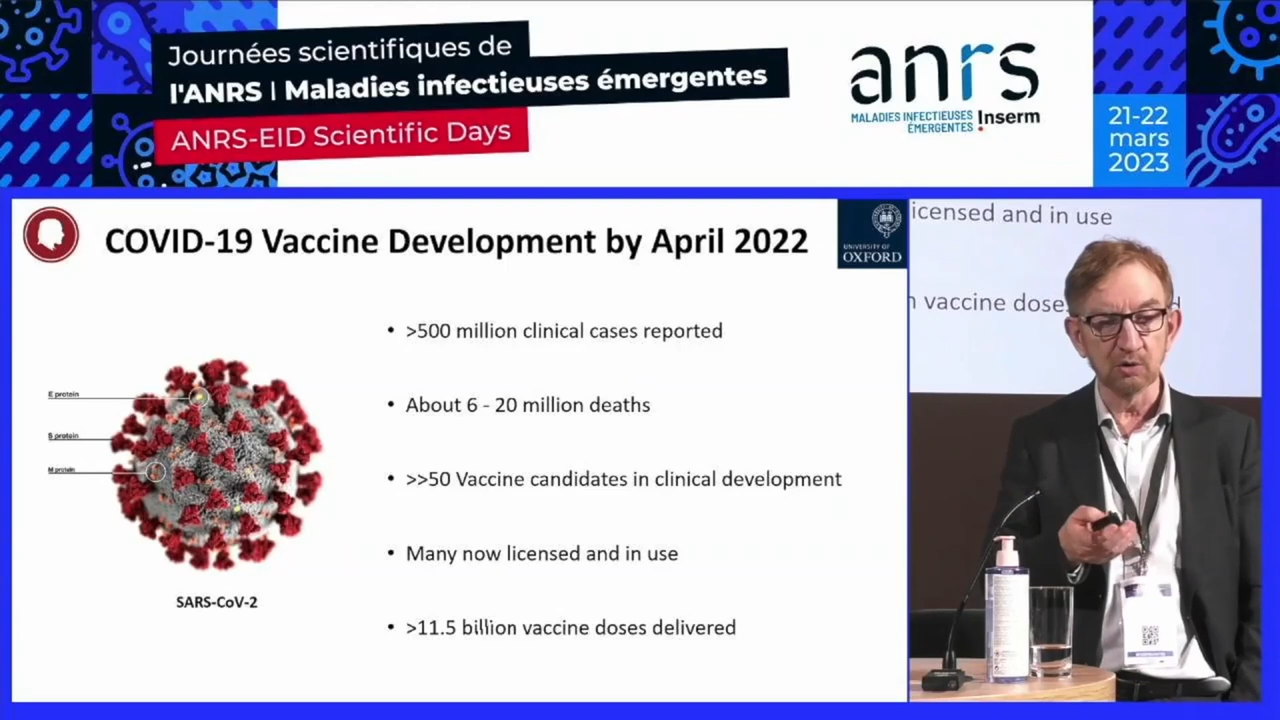 Journées scientifiques de
l'ANRS | Maladies infectieuses émergentes
ANRS-EID Scientific Days
anrs
MALADIES INFECTIEUSES
ÉMERGENTES
Inserm
21-22
mars
2023
COVID-19 Vaccine Development by April 2022
UNIVERSITY OF
OXFORD
• >500 million clinical cases reported
• About 6 - 20 million deaths
• >>50 Vaccine candidates in clinical development
• Many now licensed and in use
• >11.5 billion vaccine doses delivered
E protein
S protein
M protein
SARS-CoV-2
icensed and in use
vaccine dose